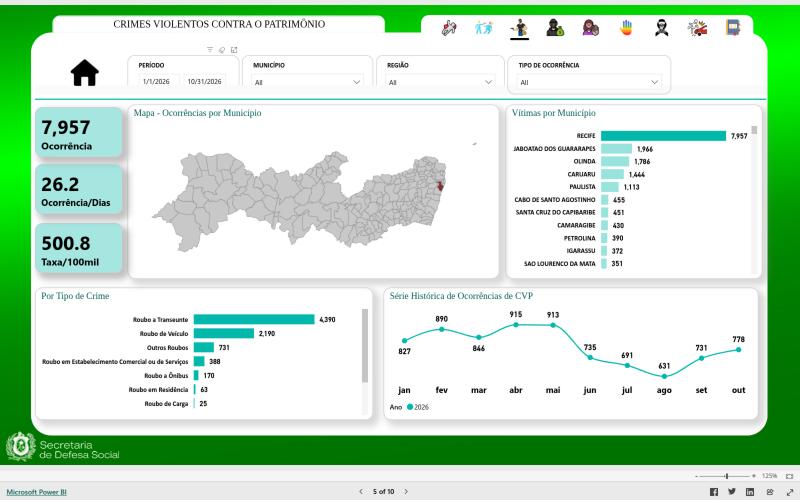 CRIMES VIOLENTOS CONTRA O PATRIMÔNIO
PERÍODO
1/1/2026
10/31/2026
MUNICÍPIO
All
REGIÃO
All
TIPO DE OCORRÊNCIA
All
7,957
Ocorrência
26.2
Ocorrência/Dias
500.8
Taxa/100mil
Mapa - Ocorrências por Município
Vítimas por Município
RECIFE 7,957
JABOATAO DOS GUARARAPES 1,966
OLINDA 1,786
CARUARU 1,444
PAULISTA 1,113
CABO DE SANTO AGOSTINHO 455
SANTA CRUZ DO CAPIBARIBE 451
CAMARAGIBE 430
PETROLINA 390
IGARASSU 372
SAO LOURENCO DA MATA 351
Por Tipo de Crime
Roubo a Transeunte 4,390
Roubo de Veículo 2,190
Outros Roubos 731
Roubo em Estabelecimento Comercial ou de Serviços 388
Roubo a Ônibus 170
Roubo em Residência 63
Roubo de Carga 25
Série Histórica de Ocorrências de CVP
827 890 846 915 913 735 691 631 731 778
jan fev mar abr mai jun jul ago set out
Ano 2026
Secretaria
de Defesa Social
- + 125%
Microsoft Power BI
5 of 10